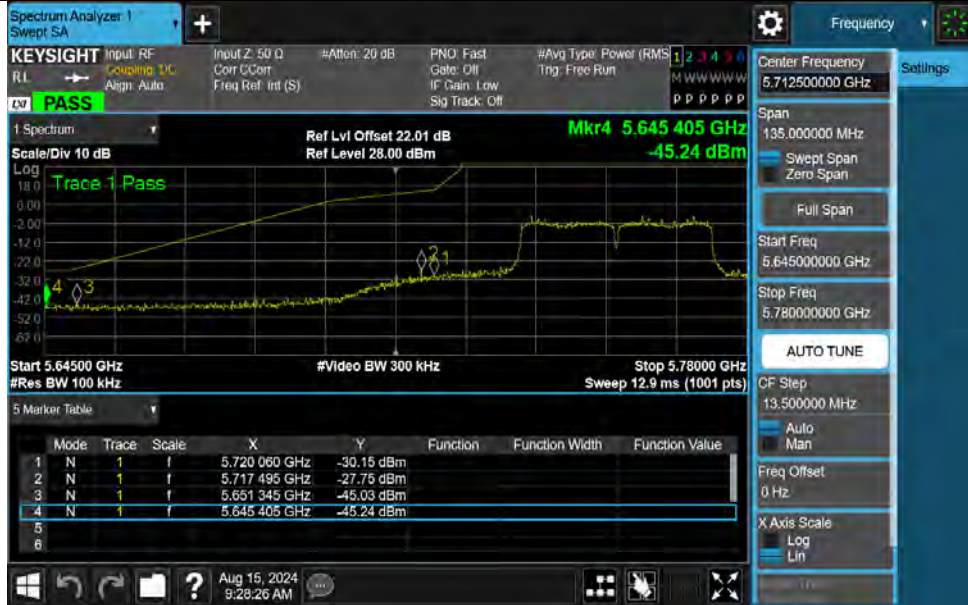 Spectrum Analyzer 1
Swept SA
Frequency
KEYSIGHT
Input: RF
Coupling: DC
Align: Auto
Input Z: 50 Ω
Corr CCorr
Freq Ref: Int (S)
#Atten: 20 dB
PNO: Fast
Gate: Off
IF Gain: Low
Sig Track: Off
#Avg Type: Power (RMS
Trig: Free Run
1 2 3 4 5 6
M W W W W W
P P P P P P
RL
LXI
PASS
Settings
1 Spectrum
Scale/Div 10 dB
Ref Lvl Offset 22.01 dB
Ref Level 28.00 dBm
Mkr4 5.645 405 GHz
-45.24 dBm
Log
Trace 1 Pass
18.0
8.00
-2.00
-12.0
-22.0
-32.0
-42.0
-52.0
-62.0
4
3
2
1
Start 5.64500 GHz
#Video BW 300 kHz
Stop 5.78000 GHz
#Res BW 100 kHz
Sweep 12.9 ms (1001 pts)
5 Marker Table
Mode Trace Scale X Y Function Function Width Function Value
1 N 1 f 5.720 060 GHz -30.15 dBm
2 N 1 f 5.717 495 GHz -27.75 dBm
3 N 1 f 5.651 345 GHz -45.03 dBm
4 N 1 f 5.645 405 GHz -45.24 dBm
5
6
Center Frequency
5.712500000 GHz
Span
135.000000 MHz
Swept Span
Zero Span
Full Span
Start Freq
5.645000000 GHz
Stop Freq
5.780000000 GHz
AUTO TUNE
CF Step
13.500000 MHz
Auto
Man
Freq Offset
0 Hz
X Axis Scale
Log
Lin
?
Aug 15, 2024
9:28:26 AM